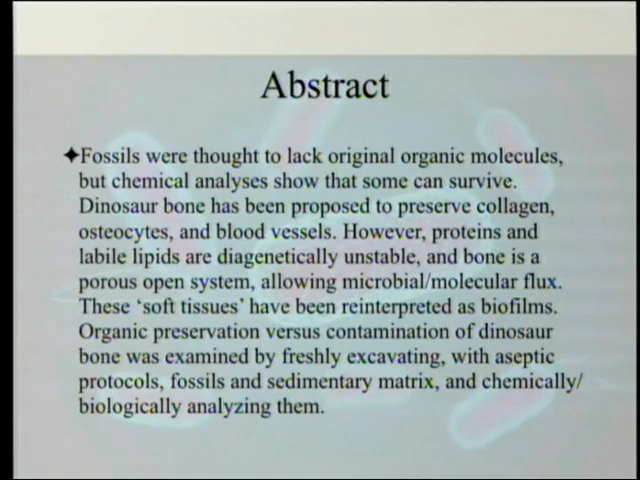 Abstract
✦Fossils were thought to lack original organic molecules,
but chemical analyses show that some can survive.
Dinosaur bone has been proposed to preserve collagen,
osteocytes, and blood vessels. However, proteins and
labile lipids are diagenetically unstable, and bone is a
porous open system, allowing microbial/molecular flux.
These ‘soft tissues’ have been reinterpreted as biofilms.
Organic preservation versus contamination of dinosaur
bone was examined by freshly excavating, with aseptic
protocols, fossils and sedimentary matrix, and chemically/
biologically analyzing them.